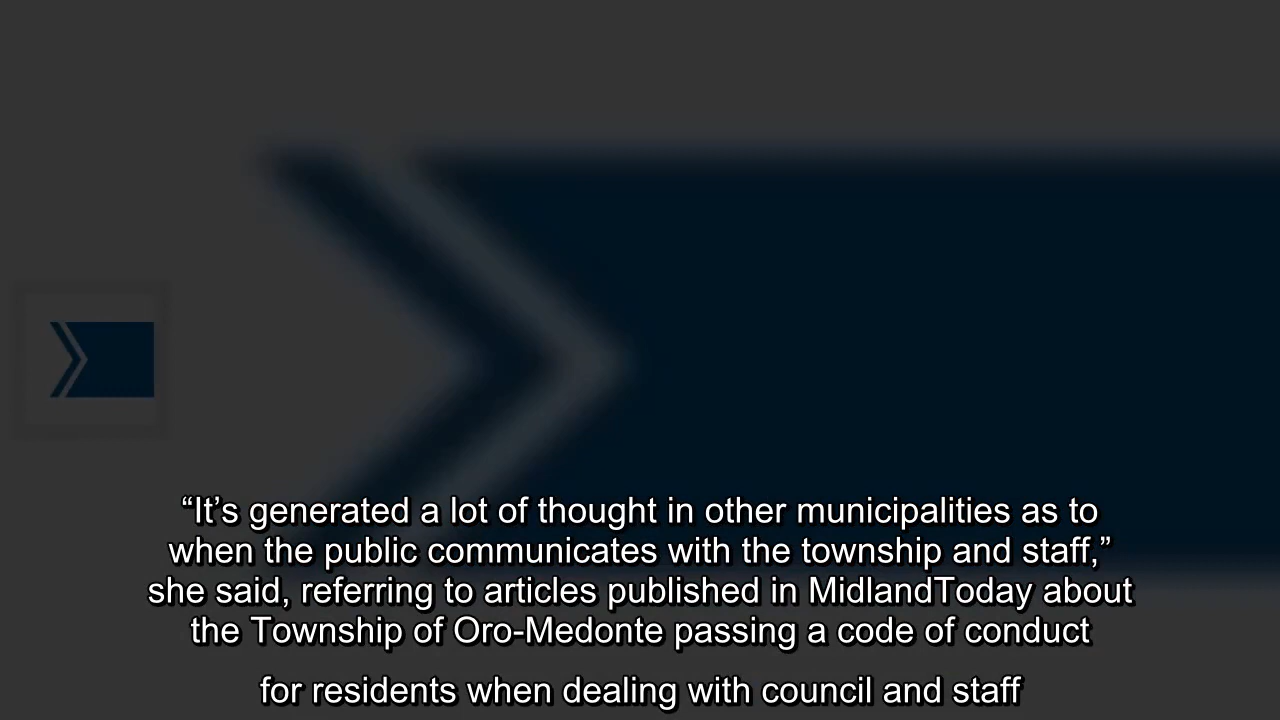 “It’s generated a lot of thought in other municipalities as to
when the public communicates with the township and staff,”
she said, referring to articles published in MidlandToday about
the Township of Oro-Medonte passing a code of conduct
for residents when dealing with council and staff